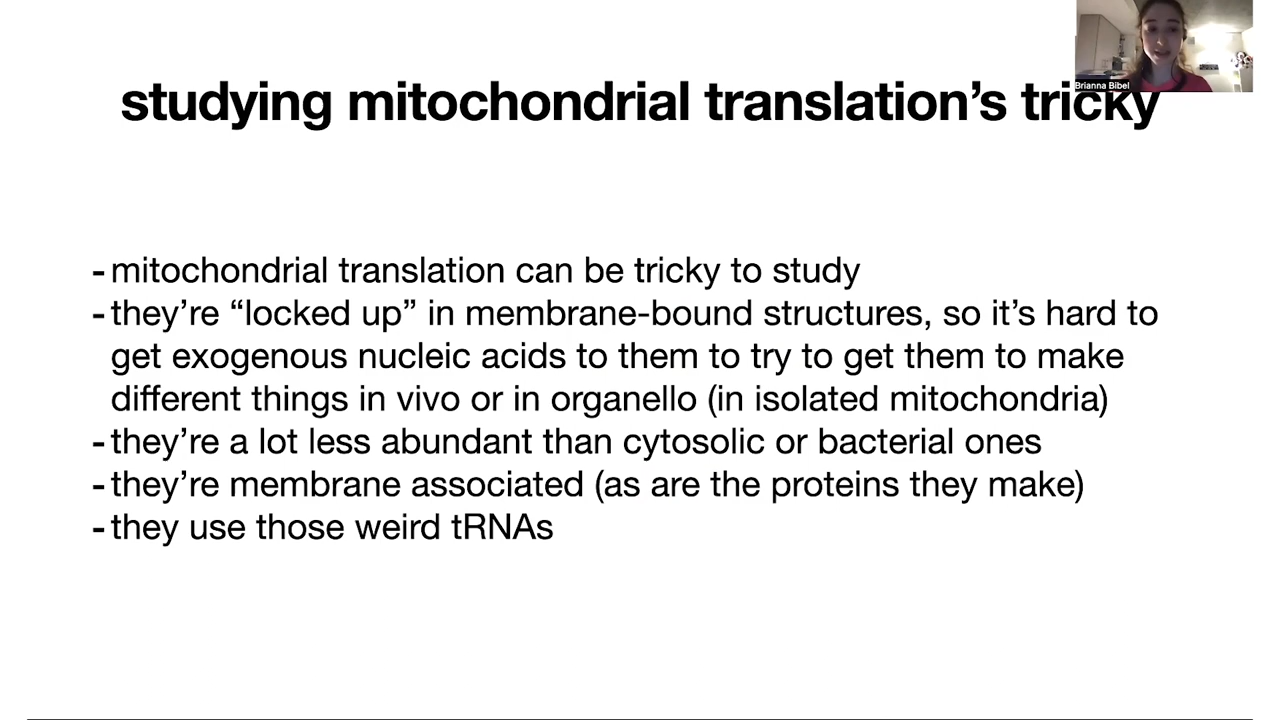 Brianna Bibel
studying mitochondrial translation’s tricky
- mitochondrial translation can be tricky to study
- they’re “locked up” in membrane-bound structures, so it’s hard to
get exogenous nucleic acids to them to try to get them to make
different things in vivo or in organello (in isolated mitochondria)
- they’re a lot less abundant than cytosolic or bacterial ones
- they’re membrane associated (as are the proteins they make)
- they use those weird tRNAs